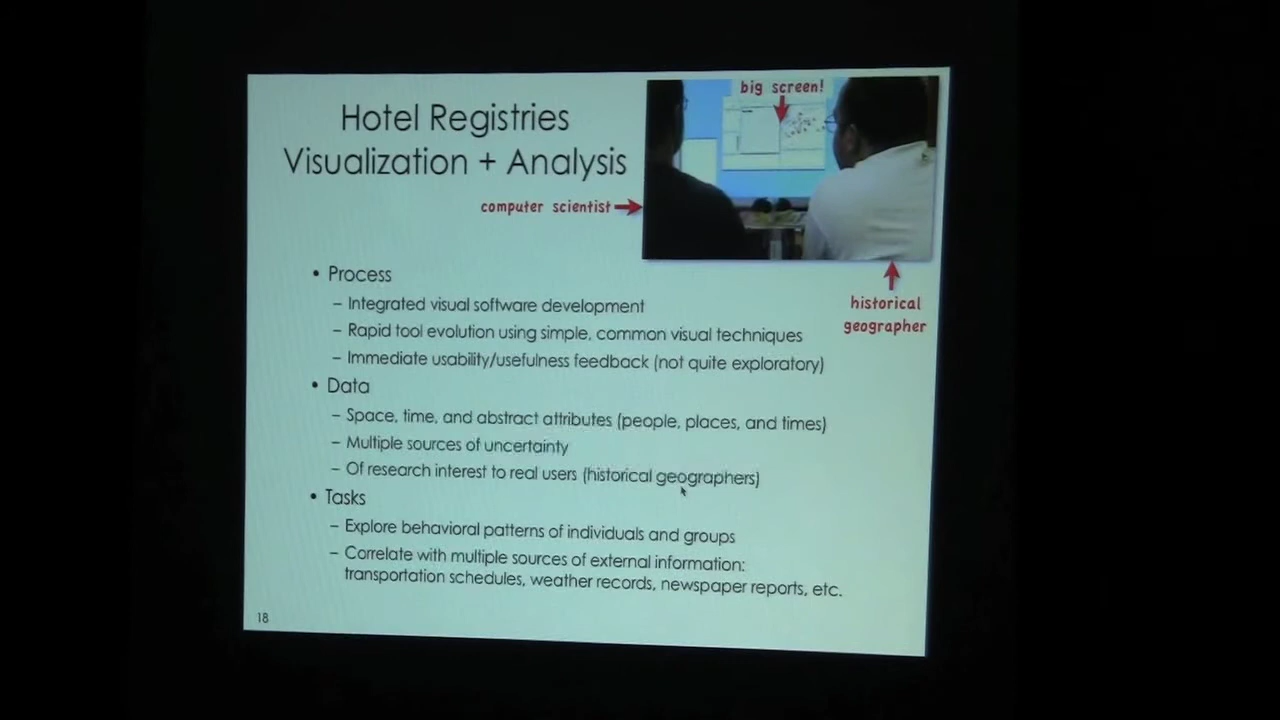 Hotel Registries
Visualization + Analysis
big screen!
computer scientist
historical
geographer
• Process
– Integrated visual software development
– Rapid tool evolution using simple, common visual techniques
– Immediate usability/usefulness feedback (not quite exploratory)
• Data
– Space, time, and abstract attributes (people, places, and times)
– Multiple sources of uncertainty
– Of research interest to real users (historical geographers)
• Tasks
– Explore behavioral patterns of individuals and groups
– Correlate with multiple sources of external information:
transportation schedules, weather records, newspaper reports, etc.
18